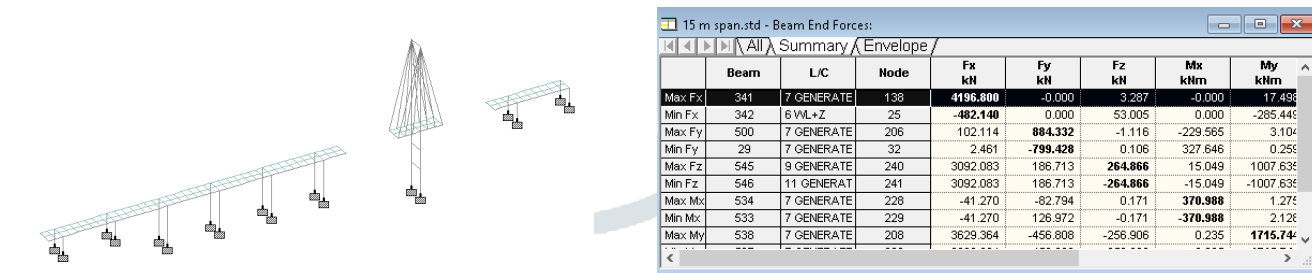 15 m span.std - Beam End Forces:
All Summary Envelope
Beam L/C Node Fx kN Fy kN Fz kN Mx kNm My kNm
Max Fx 341 7 GENERATE 138 4196.800 -0.000 3.287 -0.000 17.498
Min Fx 342 6 WL+Z 25 -482.140 0.000 53.005 0.000 -285.449
Max Fy 500 7 GENERATE 206 102.114 884.332 -1.116 -229.565 3.104
Min Fy 29 7 GENERATE 32 2.461 -799.428 0.106 327.646 0.259
Max Fz 545 9 GENERATE 240 3092.083 186.713 264.866 15.049 1007.635
Min Fz 546 11 GENERAT 241 3092.083 186.713 -264.866 -15.049 -1007.635
Max Mx 534 7 GENERATE 228 -41.270 -82.794 0.171 370.988 1.275
Min Mx 533 7 GENERATE 229 -41.270 126.972 -0.171 -370.988 2.128
Max My 538 7 GENERATE 208 3629.364 -456.808 -256.906 0.235 1715.744